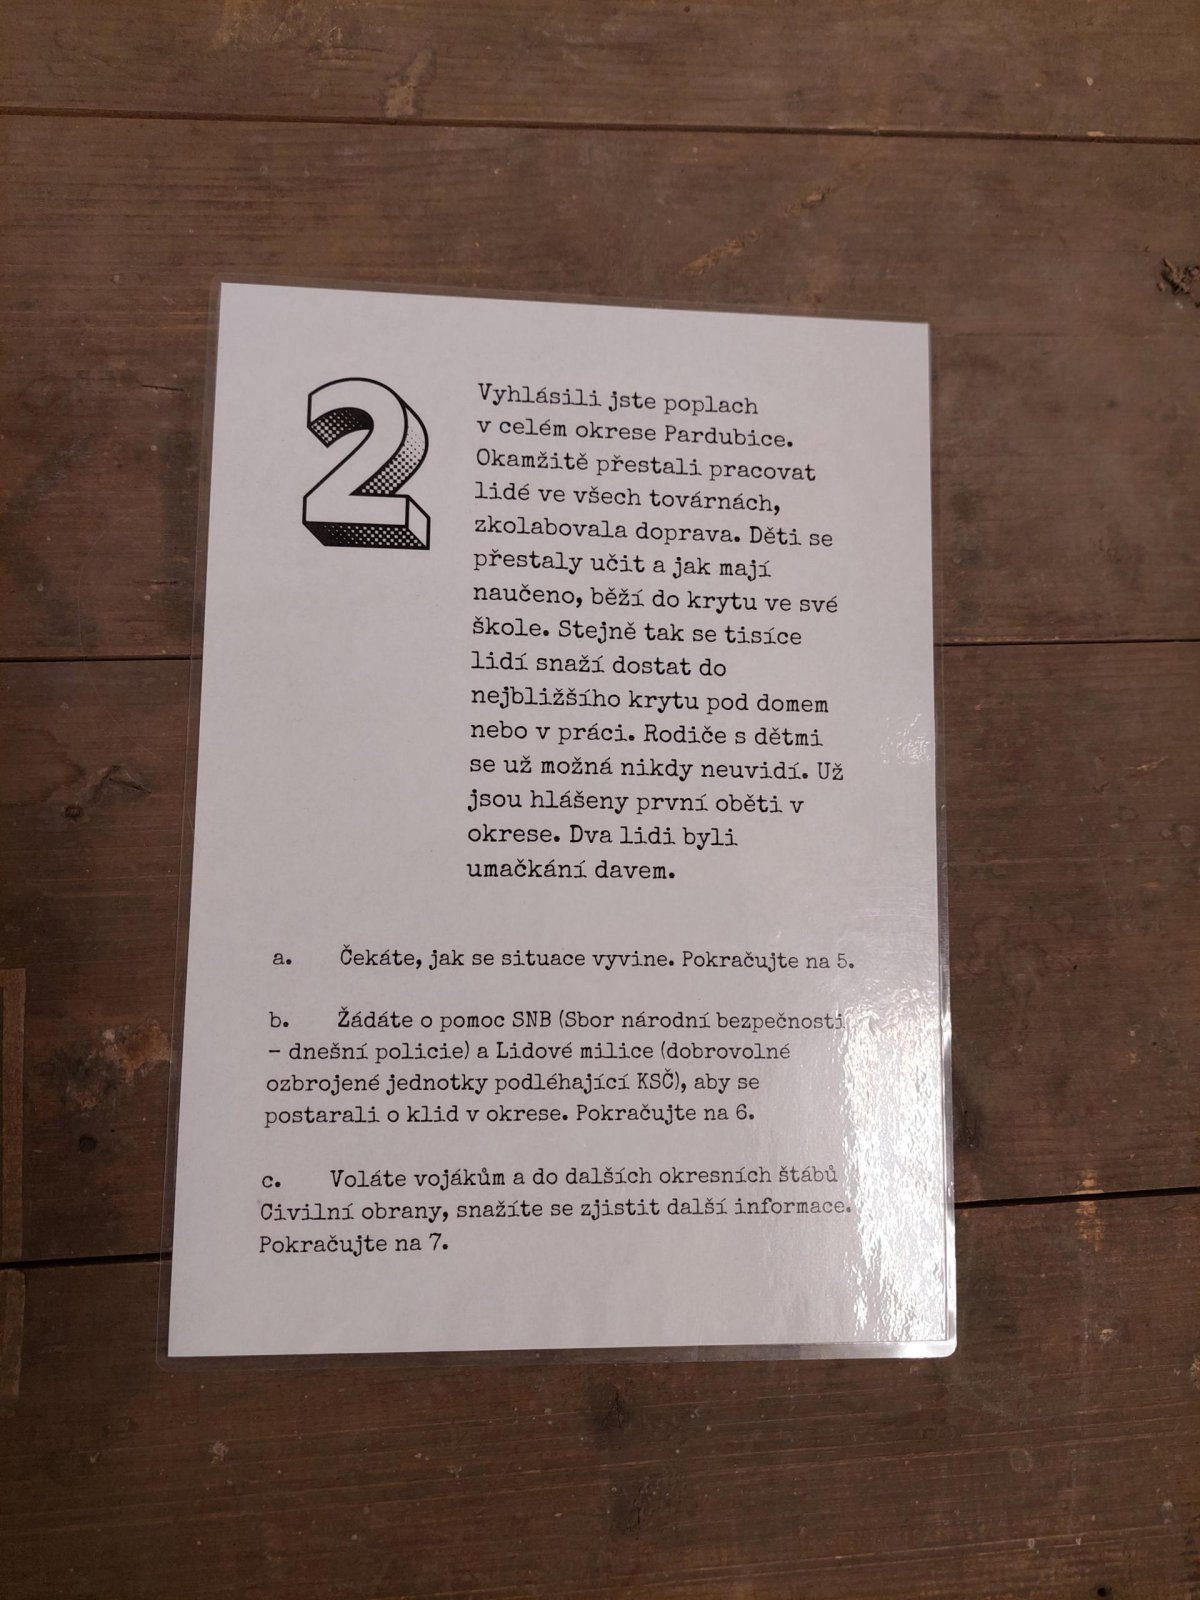 2
Vyhlásili jste poplach
v celém okrese Pardubice.
Okamžitě přestali pracovat
lidé ve všech továrnách,
zkolabovala doprava. Děti se
přestaly učit a jak mají
naučeno, běží do krytu ve své
škole. Stejně tak se tisíce
lidí snaží dostat do
nejbližšího krytu pod domem
nebo v práci. Rodiče s dětmi
se už možná nikdy neuvidí. Už
jsou hlášeny první oběti v
okrese. Dva lidi byli
umačkání davem.
a. Čekáte, jak se situace vyvine. Pokračujte na 5.
b. Žádáte o pomoc SNB (Sbor národní bezpečnosti
– dnešní policie) a Lidové milice (dobrovolné
ozbrojené jednotky podléhající KSČ), aby se
postarali o klid v okrese. Pokračujte na 6.
c. Voláte vojákům a do dalších okresních štábů
Civilní obrany, snažíte se zjistit další informace.
Pokračujte na 7.